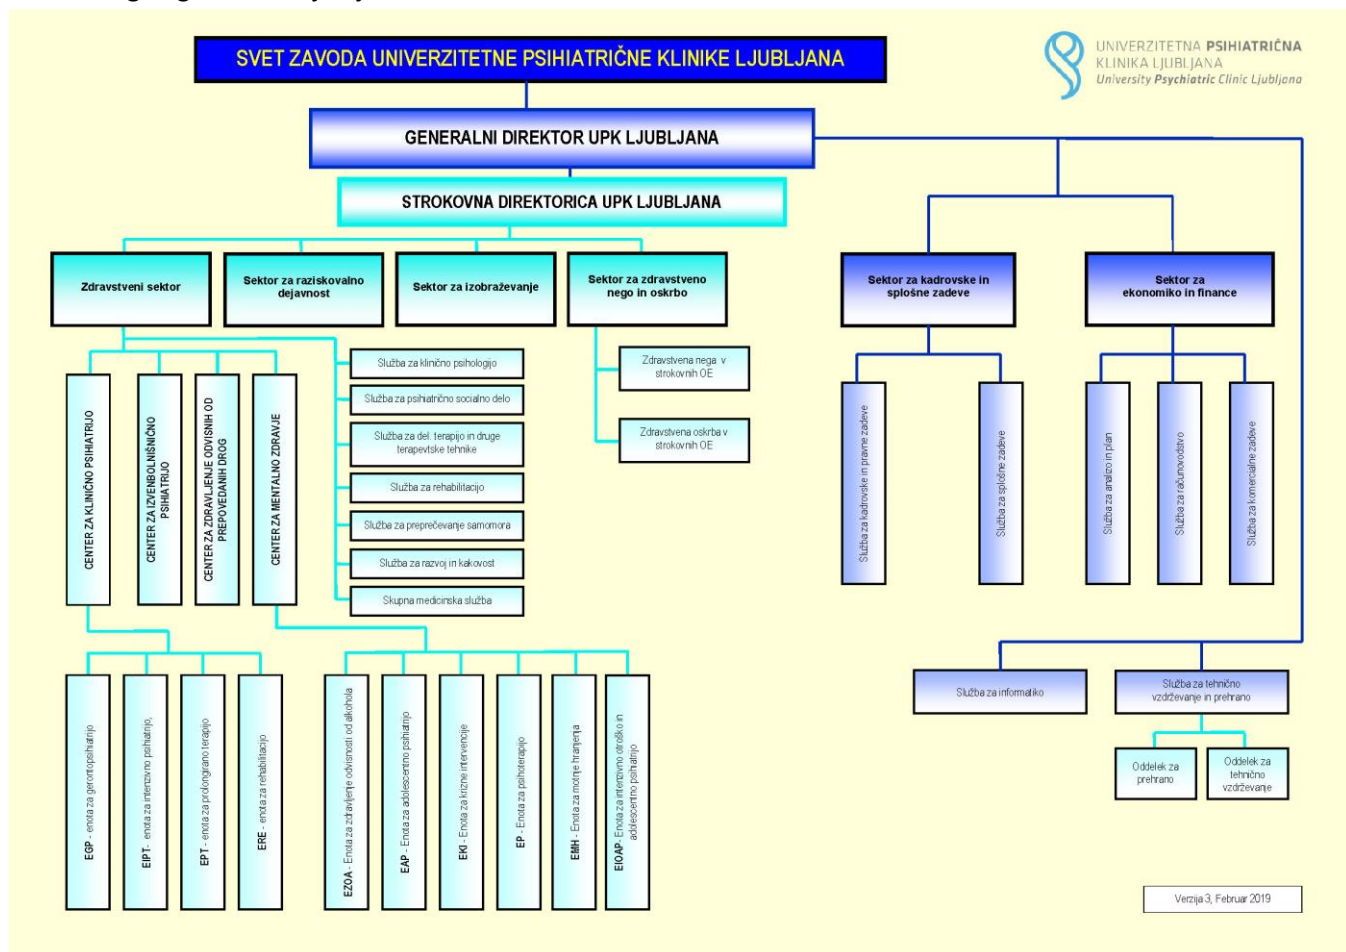 SVET ZAVODA UNIVERZITETNE PSIHIATRIČNE KLINIKE LJUBLJANA
UNIVERZITETNA PSIHIATRIČNA
KLINIKA LJUBLJANA
University Psychiatric Clinic Ljubljana
GENERALNI DIREKTOR UPK LJUBLJANA
STROKOVNA DIREKTORICA UPK LJUBLJANA
Zdravstveni sektor
Sektor za raziskovalno
dejavnost
Sektor za izobraževanje
Sektor za zdravstveno
nego in oskrbo
Sektor za kadrovske in
splošne zadeve
Sektor za
ekonomiko in finance
CENTER ZA KLINIČNO PSIHIATRIJO
CENTER ZA IZVENBOLNIŠNIČNO
PSIHIATRIJO
CENTER ZA ZDRAVLJENJE ODVISNIH OD
PREPOVEDANIH DROG
CENTER ZA MENTALNO ZDRAVJE
Služba za klinično psihologijo
Služba za psihiatrično socialno delo
Služba za del. terapijo in druge
terapevtske tehnike
Služba za rehabilitacijo
Služba za preprečevanje samomora
Služba za razvoj in kakovost
Skupna medicinska služba
Zdravstvena nega v
strokovnih OE
Zdravstvena oskrba v
strokovnih OE
Služba za kadrovske in pravne zadeve
Služba za splošne zadeve
Služba za analizo in plan
Služba za računovodstvo
Služba za komercialne zadeve
EGP - enota za gerontopsihiatrijo
EIPT- enota za intenzivno psihiatrijo,
EPT - enota za prolongirano terapijo
ERE - enota za rehabilitacijo
EZOA - Enota za zdravljenje odvisnosti od alkohola
EAP - Enota za adolescentno psihiatrijo
EKI - Enota za krizne intervencije
EP - Enota za psihoterapijo
EMH - Enota za motnje hranjenja
EIOAP- Enota za intenzivno otroško in
adolescentno psihiatrijo
Služba za informatiko
Služba za tehnično
vzdrževanje in prehrano
Oddelek za
prehrano
Oddelek za
tehnično
vzdrževanje
Verzija 3, Februar 2019